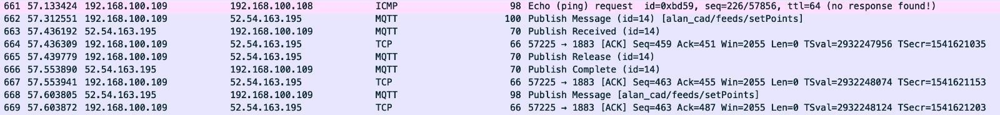 661 57.133424 192.168.100.109 192.168.100.108 ICMP 98 Echo (ping) request id=0xbd59, seq=226/57856, ttl=64 (no response found!)
662 57.312551 192.168.100.109 52.54.163.195 MQTT 100 Publish Message (id=14) [alan_cad/feeds/setPoints]
663 57.436192 52.54.163.195 192.168.100.109 MQTT 70 Publish Received (id=14)
664 57.436309 192.168.100.109 52.54.163.195 TCP 66 57225 → 1883 [ACK] Seq=459 Ack=451 Win=2055 Len=0 TSval=2932247956 TSecr=1541621035
665 57.439779 192.168.100.109 52.54.163.195 MQTT 70 Publish Release (id=14)
666 57.553890 52.54.163.195 192.168.100.109 MQTT 70 Publish Complete (id=14)
667 57.553941 192.168.100.109 52.54.163.195 TCP 66 57225 → 1883 [ACK] Seq=463 Ack=455 Win=2055 Len=0 TSval=2932248074 TSecr=1541621153
668 57.603805 52.54.163.195 192.168.100.109 MQTT 98 Publish Message [alan_cad/feeds/setPoints]
669 57.603872 192.168.100.109 52.54.163.195 TCP 66 57225 → 1883 [ACK] Seq=463 Ack=487 Win=2055 Len=0 TSval=2932248124 TSecr=1541621203